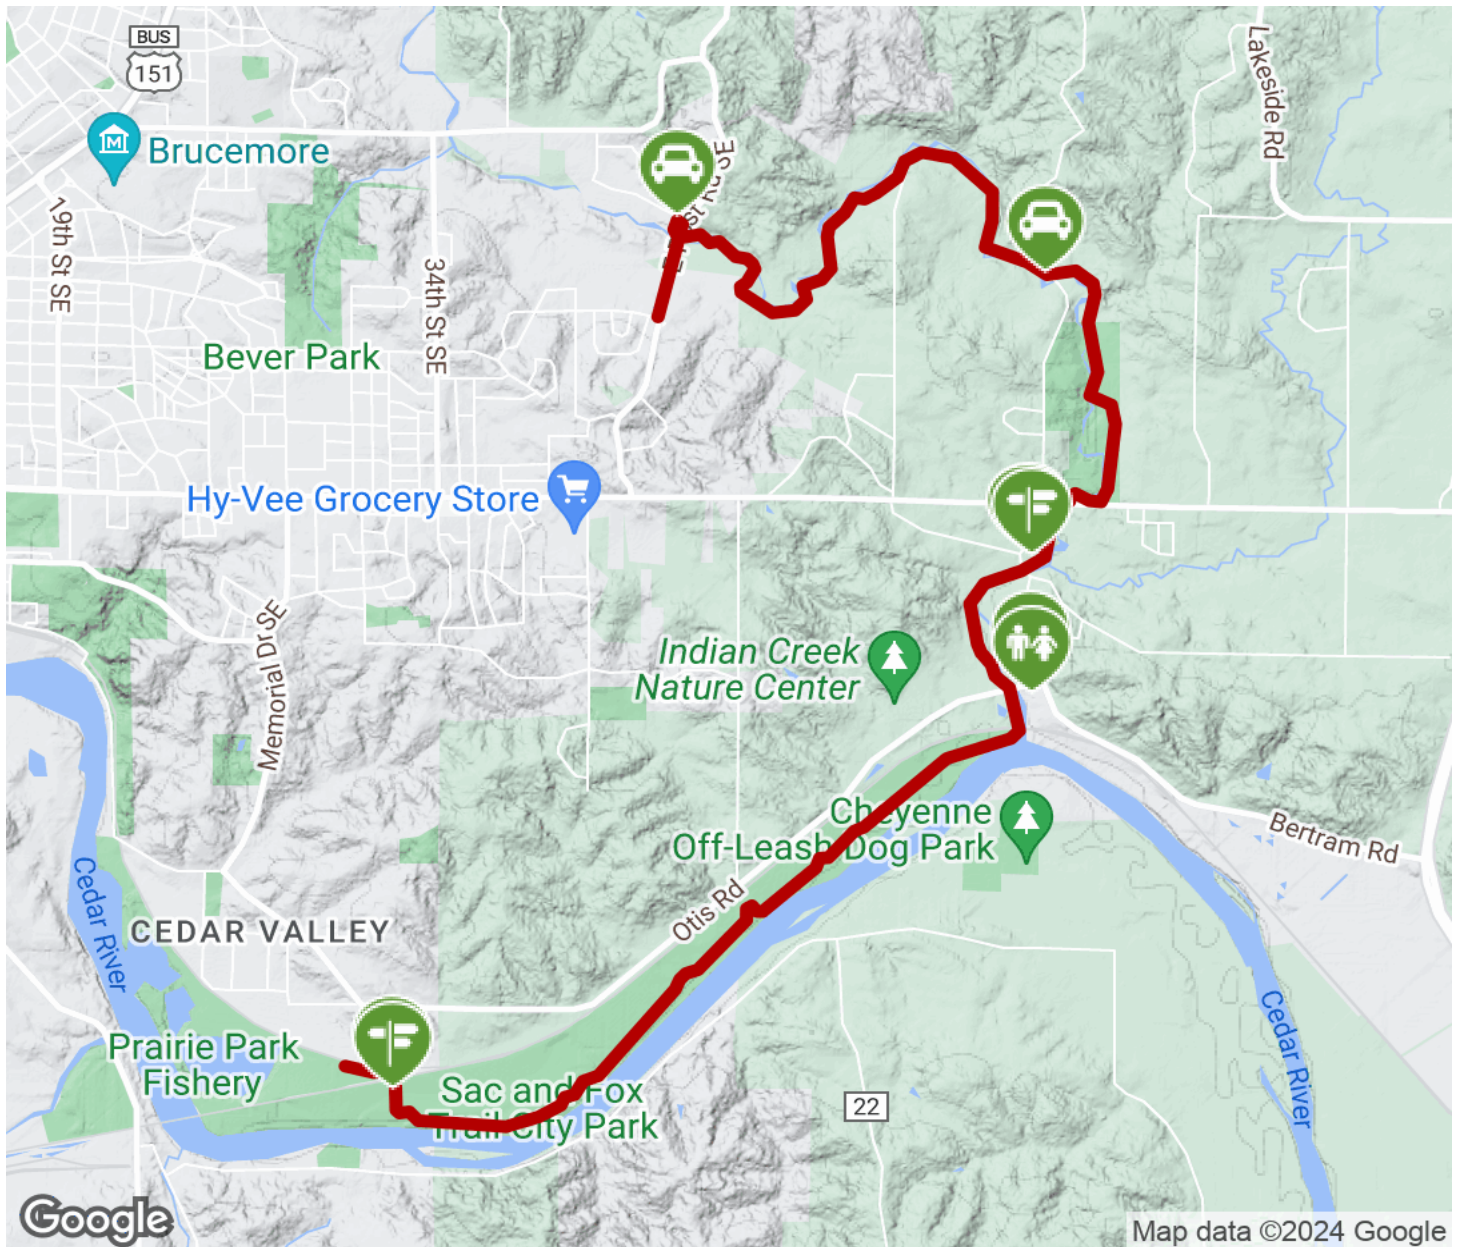 BUS
151
Brucemore
19th St SE
34th St SE
Lakeside Rd
Bever Park
Hy-Vee Grocery Store
Memorial Dr SE
Indian Creek
Nature Center
Cheyenne
Off-Leash Dog Park
Bertram Rd
Otis Rd
Cedar River
CEDAR VALLEY
Prairie Park
Fishery
Sac and Fox
Trail City Park
22
Cedar River
Google
Map data ©2024 Google